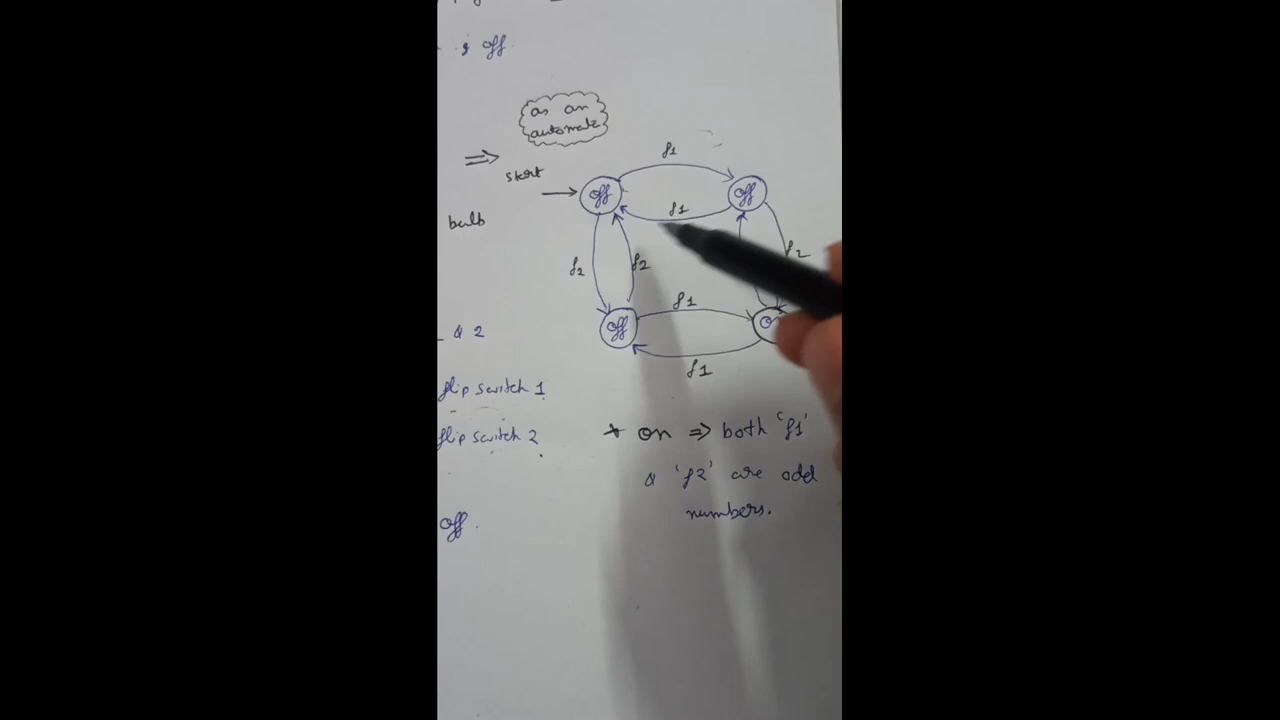 , off
as an
automata
⇒
start
f1
off
off
f1
bulb
f2
f2
f2
f1
& 2
off
f1
flip switch 1
* on ⇒ both 'f1'
flip switch 2
& 'f2' are odd
numbers.
off.